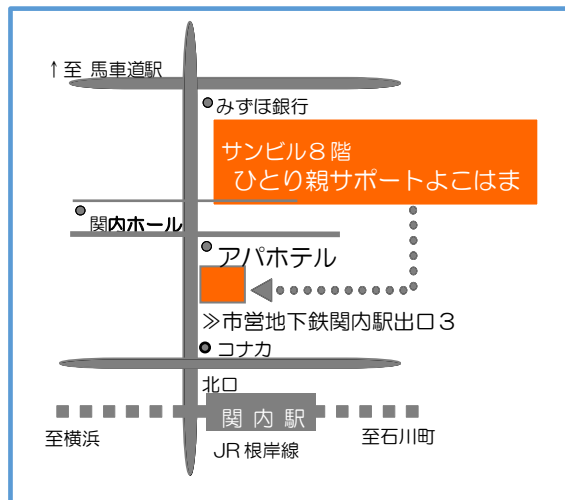 ↑至 馬車道駅
みずほ銀行
サンビル８階
ひとり親サポートよこはま
関内ホール
アパホテル
≫市営地下鉄関内駅出口３
コナカ
北口
関 内 駅
至横浜
JR 根岸線
至石川町